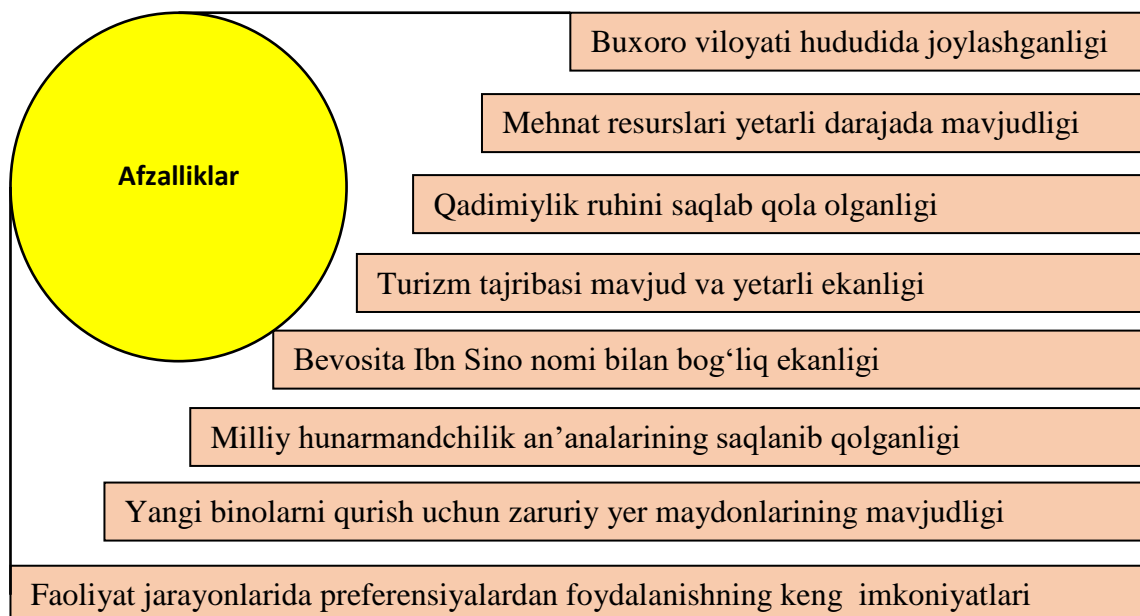 Afzalliklar
Buxoro viloyati hududida joylashganligi
Mehnat resurslari yetarli darajada mavjudligi
Qadimiylik ruhini saqlab qola olganligi
Turizm tajribasi mavjud va yetarli ekanligi
Bevosita Ibn Sino nomi bilan bog‘liq ekanligi
Milliy hunarmandchilik an’analarining saqlanib qolganligi
Yangi binolarni qurish uchun zaruriy yer maydonlarining mavjudligi
Faoliyat jarayonlarida preferensiyalardan foydalanishning keng imkoniyatlari